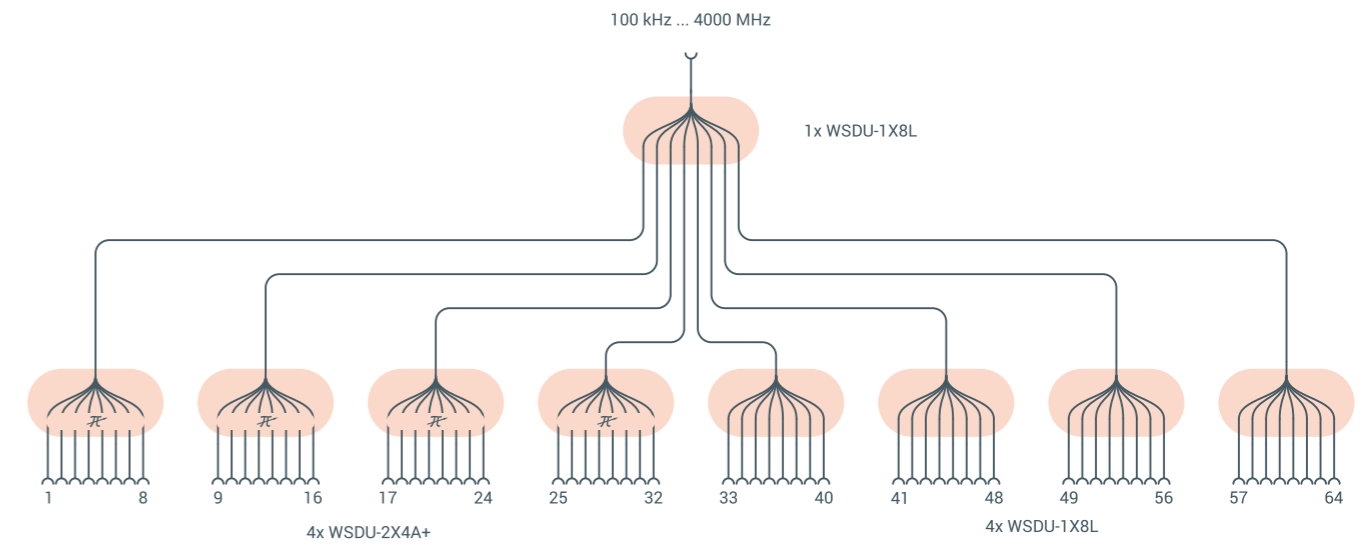 100 kHz ... 4000 MHz
1x WSDU-1X8L
π π π π
1 8 9 16 17 24 25 32 33 40 41 48 49 56 57 64
4x WSDU-2X4A+ 4x WSDU-1X8L